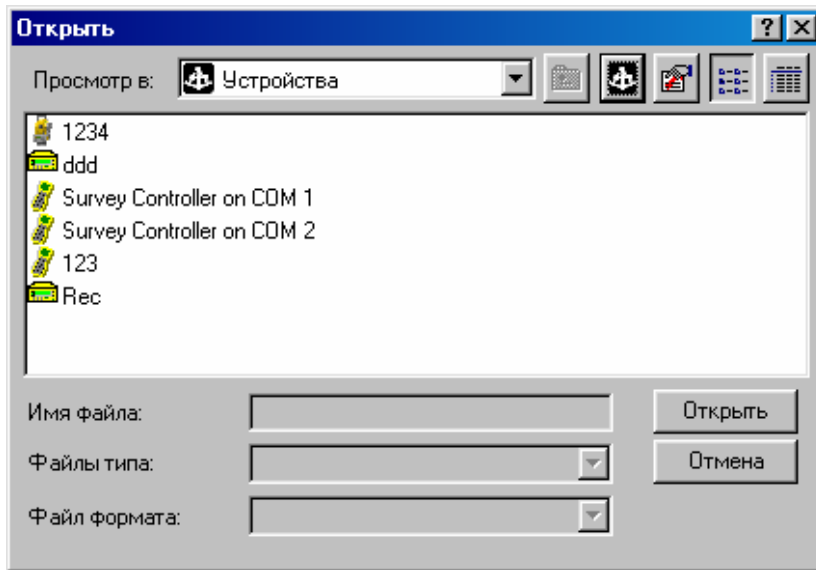 Открыть
Просмотр в: Устройства
1234
ddd
Survey Controller on COM 1
Survey Controller on COM 2
123
Rec
Имя файла: Открыть
Файлы типа: Отмена
Файл формата: